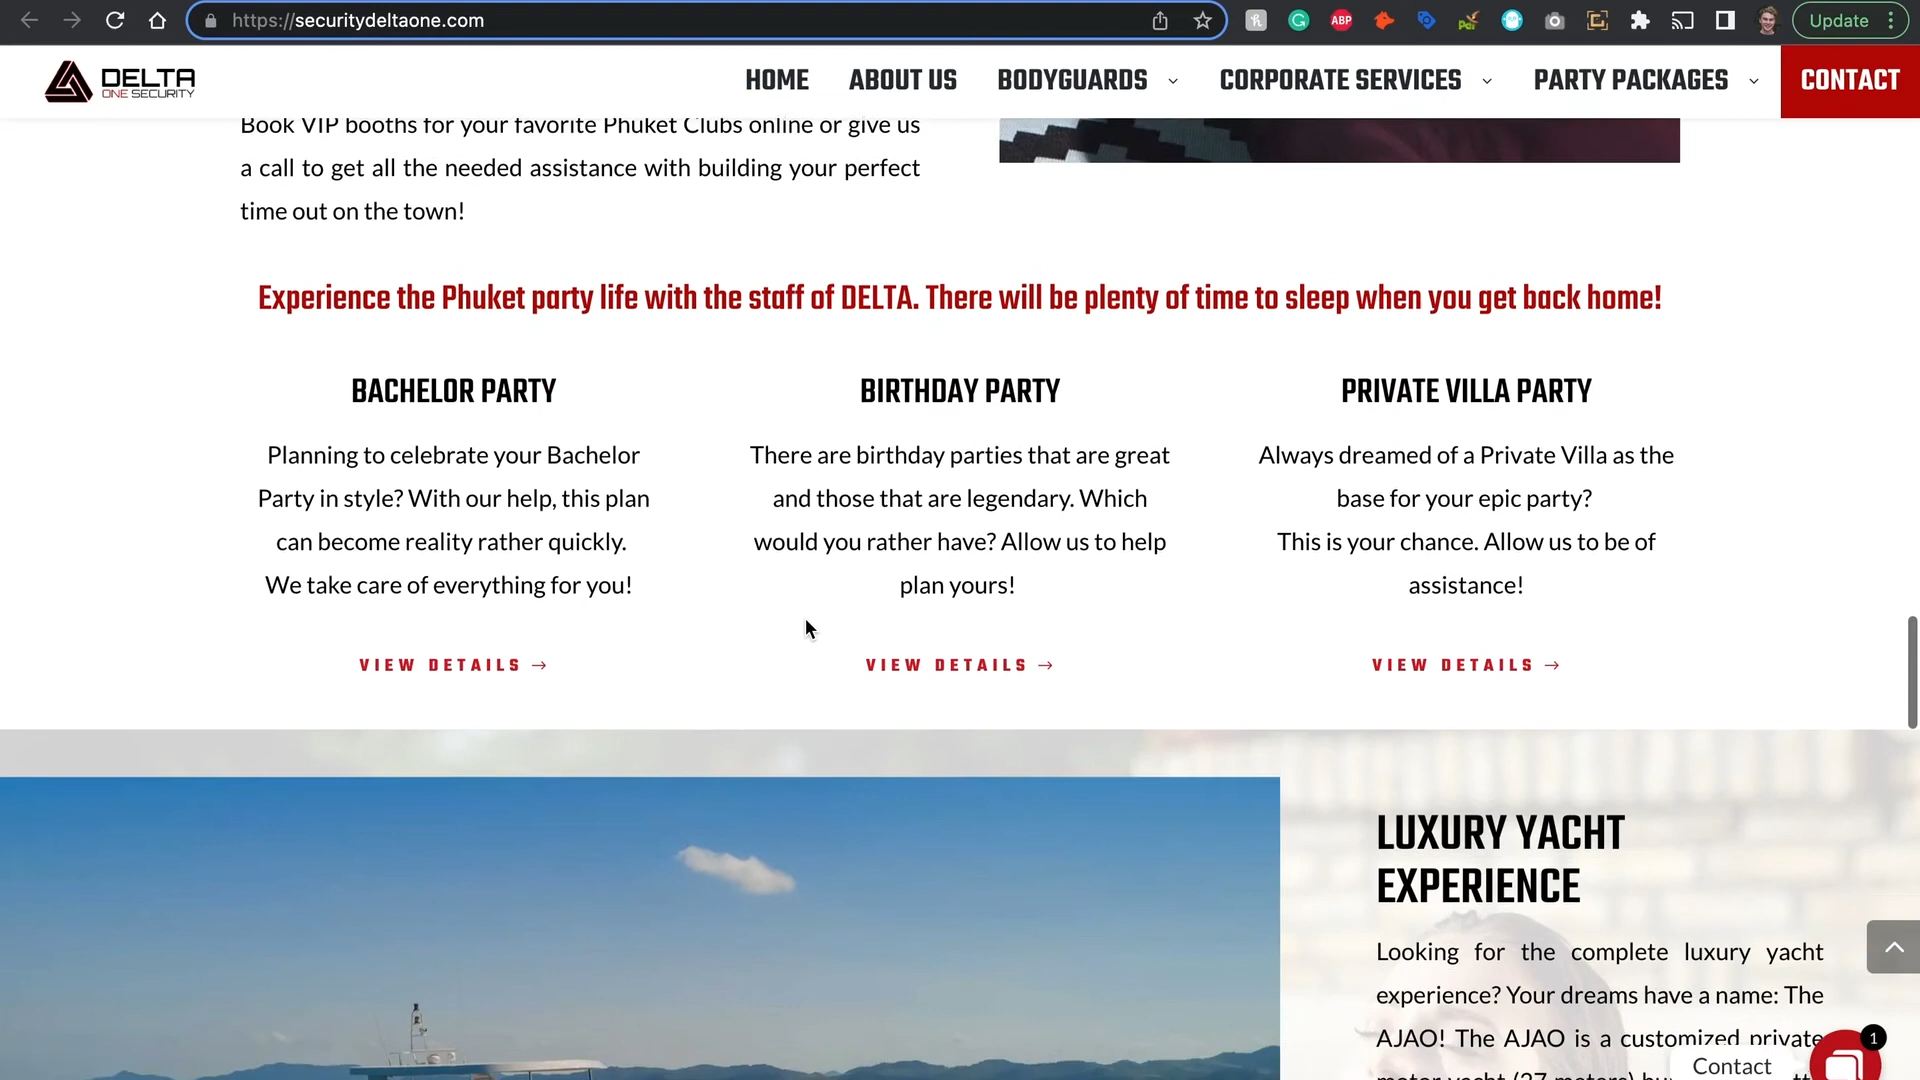 https://securitydeltaone.com
ABP
Update
DELTA
ONE SECURITY
HOME
ABOUT US
BODYGUARDS
CORPORATE SERVICES
PARTY PACKAGES
CONTACT
Book VIP booths for your favorite Phuket Clubs online or give us
a call to get all the needed assistance with building your perfect
time out on the town!
Experience the Phuket party life with the staff of DELTA. There will be plenty of time to sleep when you get back home!
BACHELOR PARTY
Planning to celebrate your Bachelor
Party in style? With our help, this plan
can become reality rather quickly.
We take care of everything for you!
VIEW DETAILS →
BIRTHDAY PARTY
There are birthday parties that are great
and those that are legendary. Which
would you rather have? Allow us to help
plan yours!
VIEW DETAILS →
PRIVATE VILLA PARTY
Always dreamed of a Private Villa as the
base for your epic party?
This is your chance. Allow us to be of
assistance!
VIEW DETAILS →
LUXURY YACHT
EXPERIENCE
Looking for the complete luxury yacht
experience? Your dreams have a name: The
AJAO! The AJAO is a customized private
motor yacht (27 meters)
Contact
1